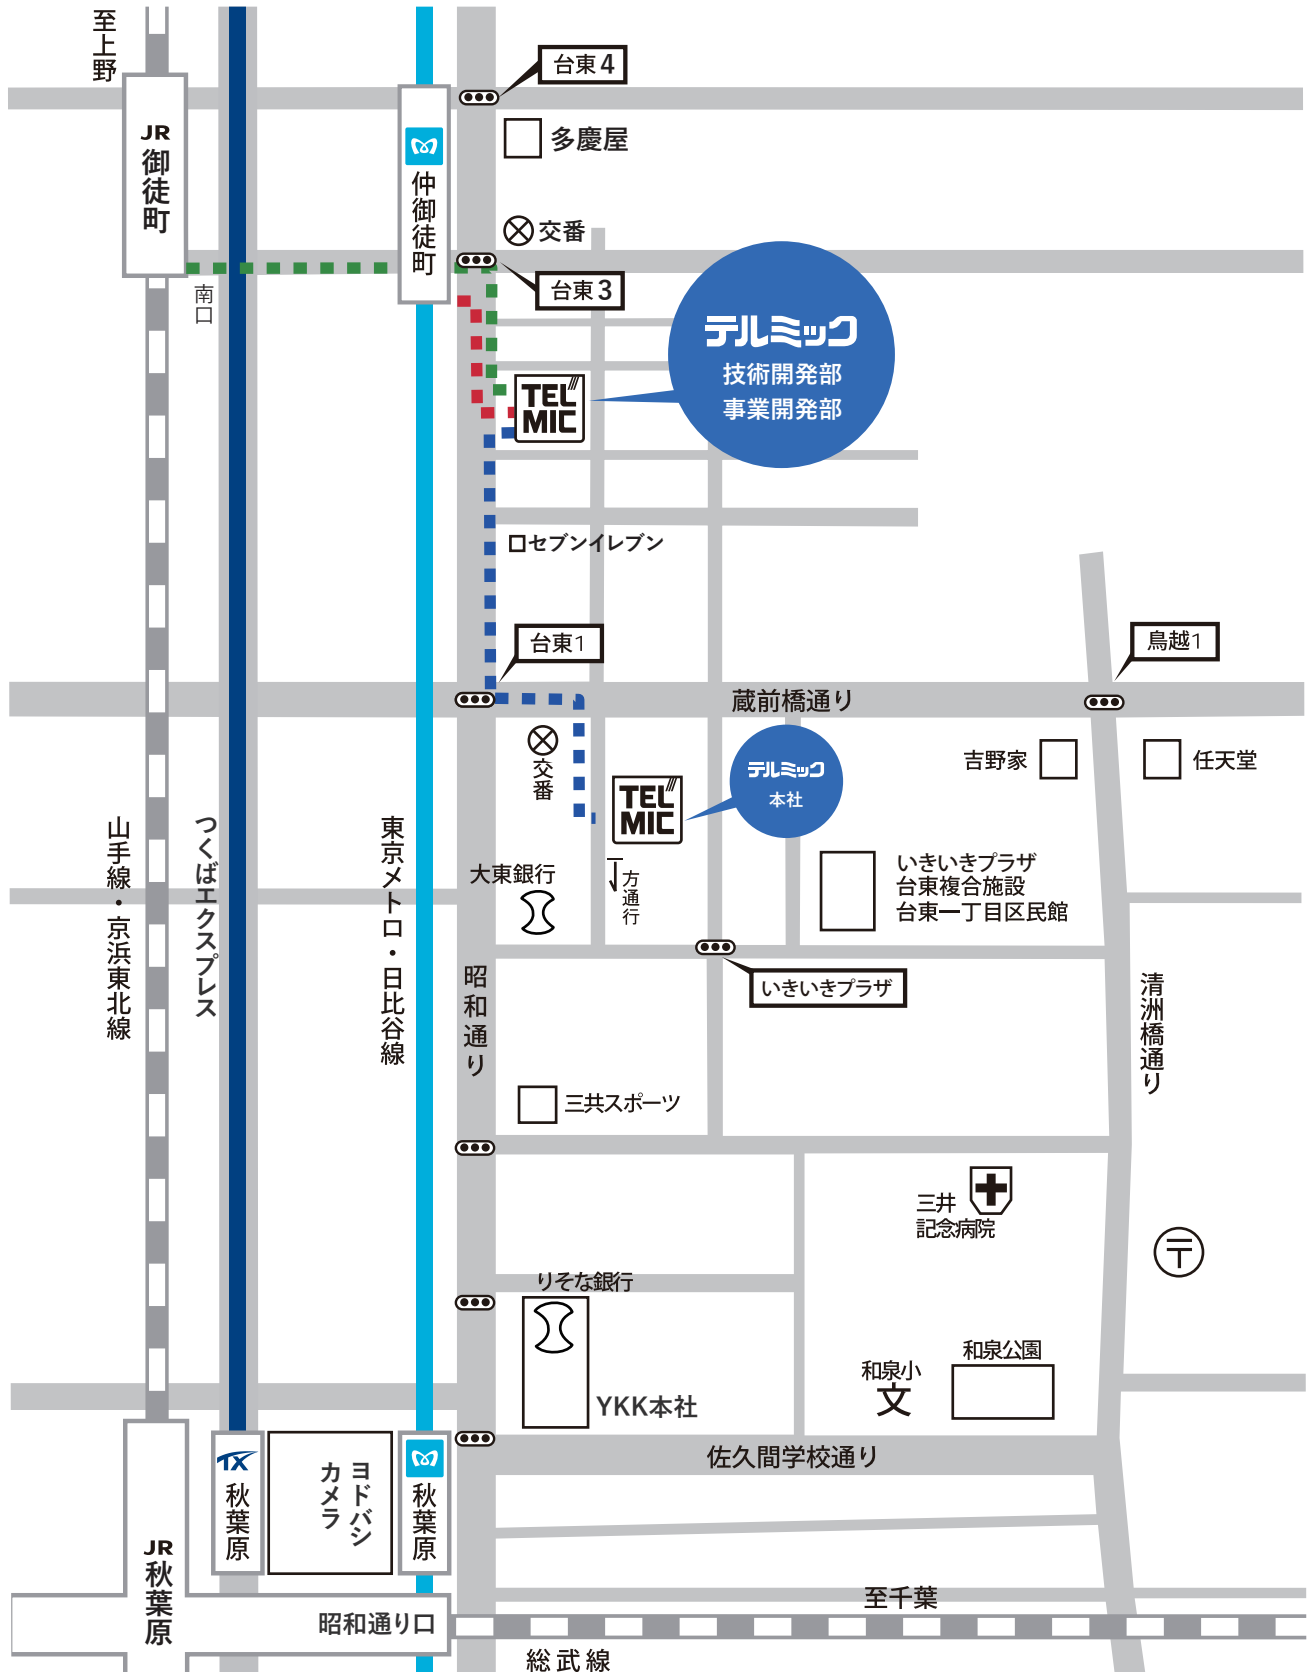 至上野
台東4
JR
御徒町
多慶屋
仲御徒町
交番
台東3
南口
テルミック
技術開発部
事業開発部
TEL
MIC
セブンイレブン
台東1
鳥越1
蔵前橋通り
交番
吉野家
任天堂
テルミック
本社
TEL
MIC
山手線・京浜東北線
つくばエクスプレス
東京メトロ・日比谷線
大東銀行
一方通行
いきいきプラザ
台東複合施設
台東一丁目区民館
いきいきプラザ
昭和通り
清洲橋通り
三共スポーツ
三井
記念病院
〒
りそな銀行
和泉公園
和泉小
文
YKK本社
佐久間学校通り
TX
秋葉原
ヨドバシ
カメラ
秋葉原
JR
秋葉原
昭和通り口
至千葉
総武線